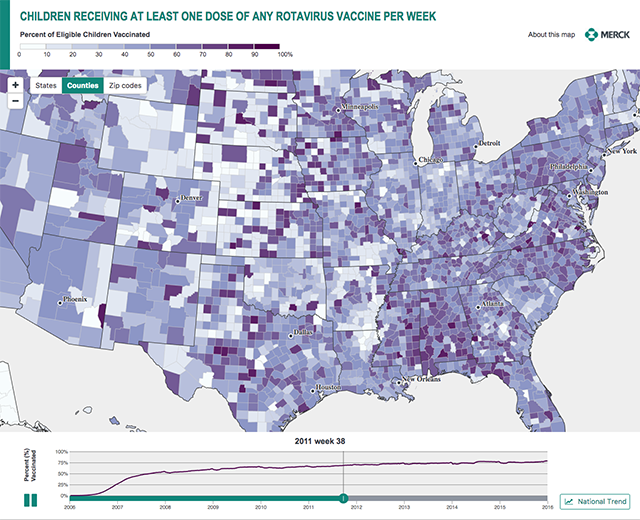 CHILDREN RECEIVING AT LEAST ONE DOSE OF ANY ROTAVIRUS VACCINE PER WEEK
Percent of Eligible Children Vaccinated
About this map
MERCK
0 10 20 30 40 50 60 70 80 90 100%
+
−
States
Counties
Zip codes
Minneapolis
Detroit
Chicago
New York
Philadelphia
Washington
Denver
Phoenix
Atlanta
Dallas
New Orleans
Houston
2011 week 38
Percent (%)
Vaccinated
100%
75%
50%
25%
0%
2006 2007 2008 2009 2010 2011 2012 2013 2014 2015 2016
National Trend